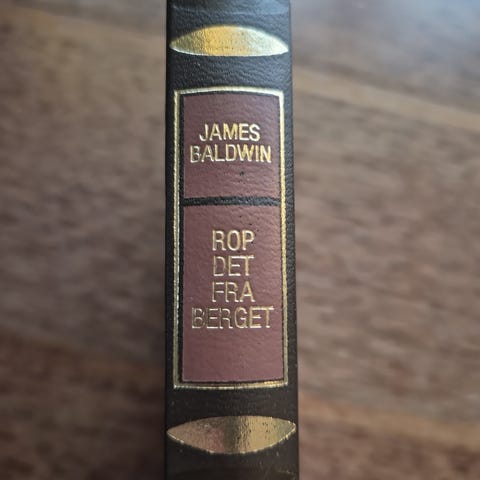 JAMES
BALDWIN
ROP
DET
FRA
BERGET